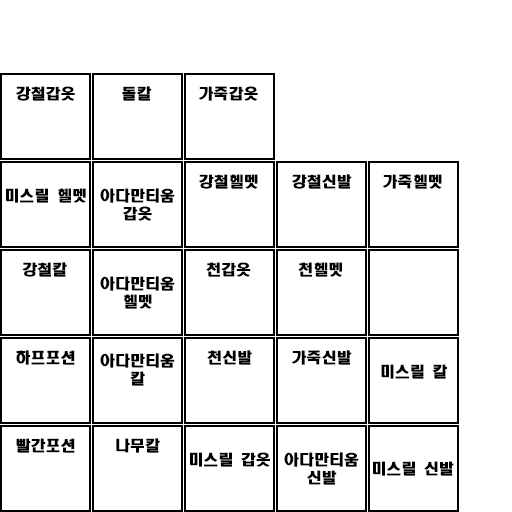 강철갑옷 돌칼 가죽갑옷
미스릴 헬멧 아다만티움 갑옷 강철헬멧 강철신발 가죽헬멧
강철칼 아다만티움 헬멧 천갑옷 천헬멧
하프포션 아다만티움 칼 천신발 가죽신발 미스릴 칼
빨간포션 나무칼 미스릴 갑옷 아다만티움 신발 미스릴 신발